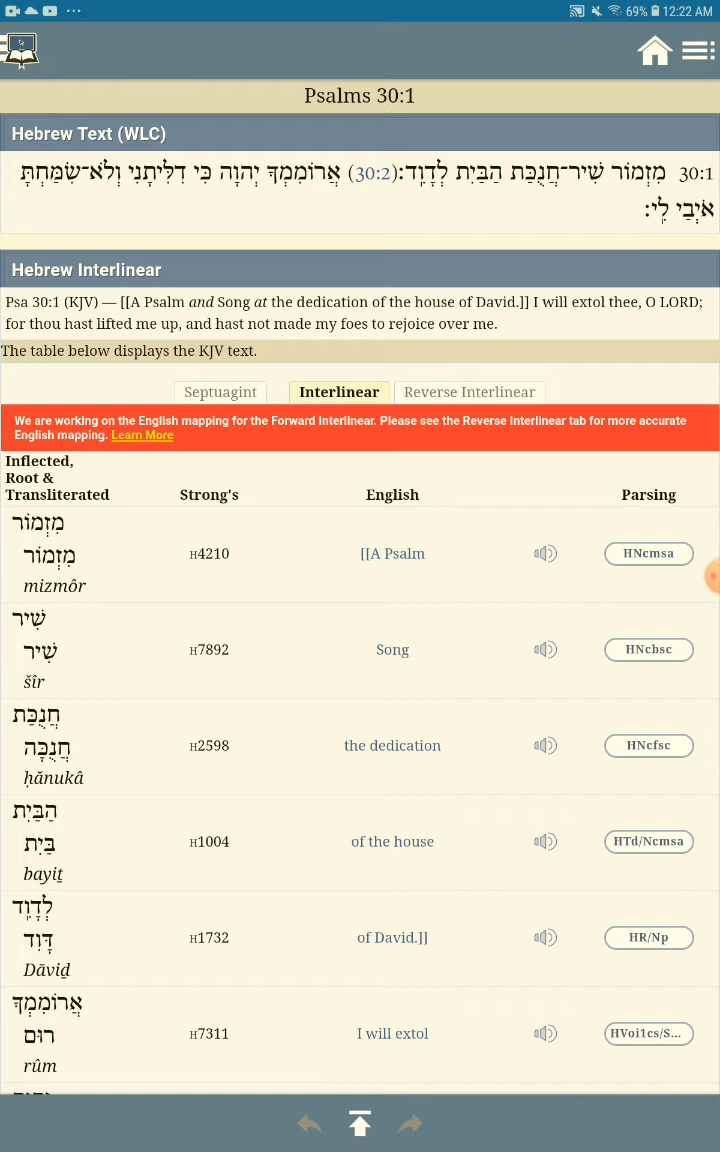 69% 12:22 AM
Psalms 30:1
Hebrew Text (WLC)
30:1 מִזְמוֹר שִׁיר־חֲנֻכַּת הַבַּיִת לְדָוִֽד׃(30:2) אֲרוֹמִמְךָ יְהוָה כִּי דִלִּיתָנִי וְלֹא־שִׂמַּחְתָּ
אֹיְבַי לִֽי׃
Hebrew Interlinear
Psa 30:1 (KJV) — [[A Psalm and Song at the dedication of the house of David.]] I will extol thee, O LORD;
for thou hast lifted me up, and hast not made my foes to rejoice over me.
The table below displays the KJV text.
Septuagint Interlinear Reverse Interlinear
We are working on the English mapping for the Forward Interlinear. Please see the Reverse Interlinear tab for more accurate
English mapping. Learn More
Inflected,
Root &
Transliterated Strong's English Parsing
מִזְמוֹר
מִזְמוֹר H4210 [[A Psalm HNcmsa
mizmôr
שִׁיר
שִׁיר H7892 Song HNcbsc
šîr
חֲנֻכַּת
חֲנֻכָּה H2598 the dedication HNcfsc
ḥănukâ
הַבַּיִת
בַּיִת H1004 of the house HTd/Ncmsa
bayiṯ
לְדָוִֽד
דָּוִד H1732 of David.]] HR/Np
Dāviḏ
אֲרוֹמִמְךָ
רוּם H7311 I will extol HVoi1cs/S...
rûm